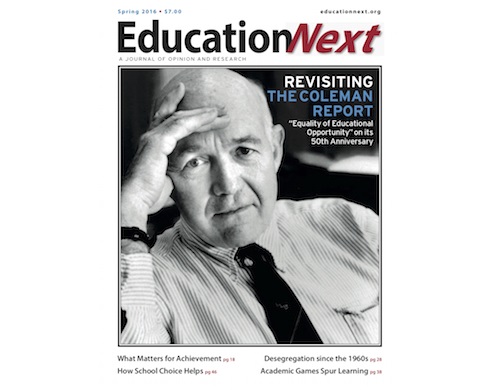 Spring 2016 • $7.00
educationnext.org
EducationNext
A JOURNAL OF OPINION AND RESEARCH
REVISITING
THE COLEMAN
REPORT
"Equality of Educational
Opportunity" on its
50th Anniversary
What Matters for Achievement pg 18
Desegregation since the 1960s pg 28
How School Choice Helps pg 46
Academic Games Spur Learning pg 38